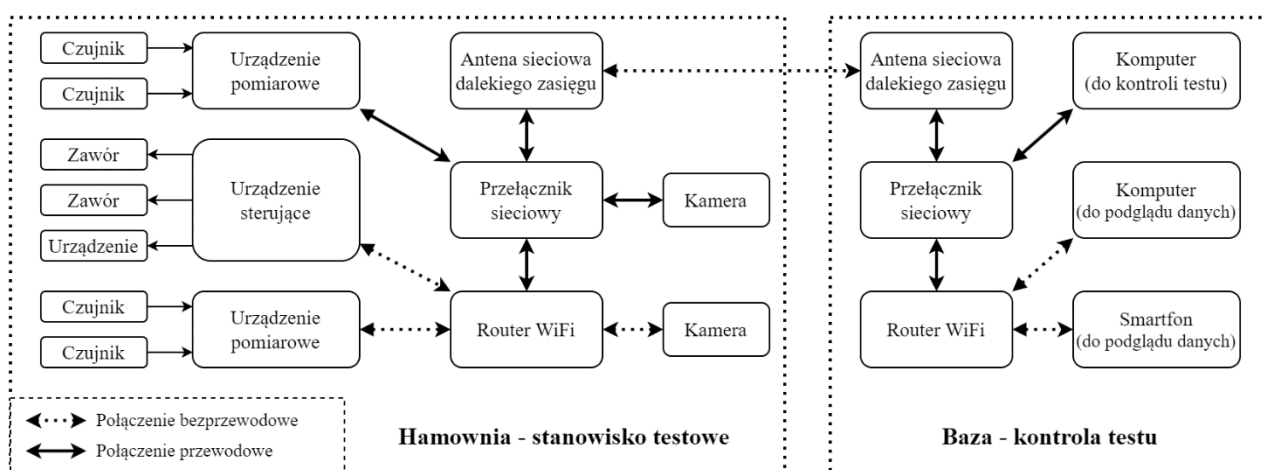 Czujnik
Czujnik
Urządzenie
pomiarowe
Zawór
Zawór
Urządzenie
Urządzenie
sterujące
Czujnik
Czujnik
Urządzenie
pomiarowe
Antena sieciowa
dalekiego zasięgu
Przełącznik
sieciowy
Kamera
Router WiFi
Kamera
Połączenie bezprzewodowe
Połączenie przewodowe
Hamownia - stanowisko testowe
Antena sieciowa
dalekiego zasięgu
Komputer
(do kontroli testu)
Przełącznik
sieciowy
Komputer
(do podglądu danych)
Router WiFi
Smartfon
(do podglądu danych)
Baza - kontrola testu